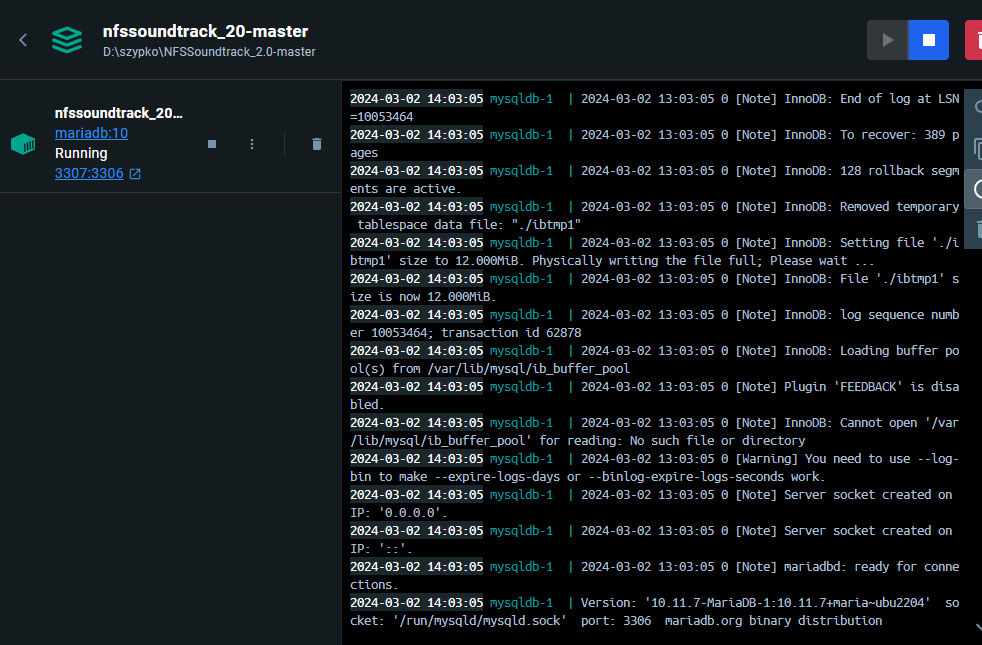 nfssoundtrack_20-master
D:\szypko\NFSSoundtrack_2.0-master
nfssoundtrack_20...
mariadb:10
Running
3307:3306
2024-03-02 14:03:05 mysqldb-1  | 2024-03-02 13:03:05 0 [Note] InnoDB: End of log at LSN
=10053464
2024-03-02 14:03:05 mysqldb-1  | 2024-03-02 13:03:05 0 [Note] InnoDB: To recover: 389 p
ages
2024-03-02 14:03:05 mysqldb-1  | 2024-03-02 13:03:05 0 [Note] InnoDB: 128 rollback segm
ents are active.
2024-03-02 14:03:05 mysqldb-1  | 2024-03-02 13:03:05 0 [Note] InnoDB: Removed temporary
 tablespace data file: "./ibtmp1"
2024-03-02 14:03:05 mysqldb-1  | 2024-03-02 13:03:05 0 [Note] InnoDB: Setting file './i
btmp1' size to 12.000MiB. Physically writing the file full; Please wait ...
2024-03-02 14:03:05 mysqldb-1  | 2024-03-02 13:03:05 0 [Note] InnoDB: File './ibtmp1' s
ize is now 12.000MiB.
2024-03-02 14:03:05 mysqldb-1  | 2024-03-02 13:03:05 0 [Note] InnoDB: log sequence numb
er 10053464; transaction id 62878
2024-03-02 14:03:05 mysqldb-1  | 2024-03-02 13:03:05 0 [Note] InnoDB: Loading buffer po
ol(s) from /var/lib/mysql/ib_buffer_pool
2024-03-02 14:03:05 mysqldb-1  | 2024-03-02 13:03:05 0 [Note] Plugin 'FEEDBACK' is disa
bled.
2024-03-02 14:03:05 mysqldb-1  | 2024-03-02 13:03:05 0 [Note] InnoDB: Cannot open '/var
/lib/mysql/ib_buffer_pool' for reading: No such file or directory
2024-03-02 14:03:05 mysqldb-1  | 2024-03-02 13:03:05 0 [Warning] You need to use --log-
bin to make --expire-logs-days or --binlog-expire-logs-seconds work.
2024-03-02 14:03:05 mysqldb-1  | 2024-03-02 13:03:05 0 [Note] Server socket created on
IP: '0.0.0.0'.
2024-03-02 14:03:05 mysqldb-1  | 2024-03-02 13:03:05 0 [Note] Server socket created on
IP: '::'.
2024-03-02 14:03:05 mysqldb-1  | 2024-03-02 13:03:05 0 [Note] mariadbd: ready for conne
ctions.
2024-03-02 14:03:05 mysqldb-1  | Version: '10.11.7-MariaDB-1:10.11.7+maria~ubu2204'  so
cket: '/run/mysqld/mysqld.sock'  port: 3306  mariadb.org binary distribution